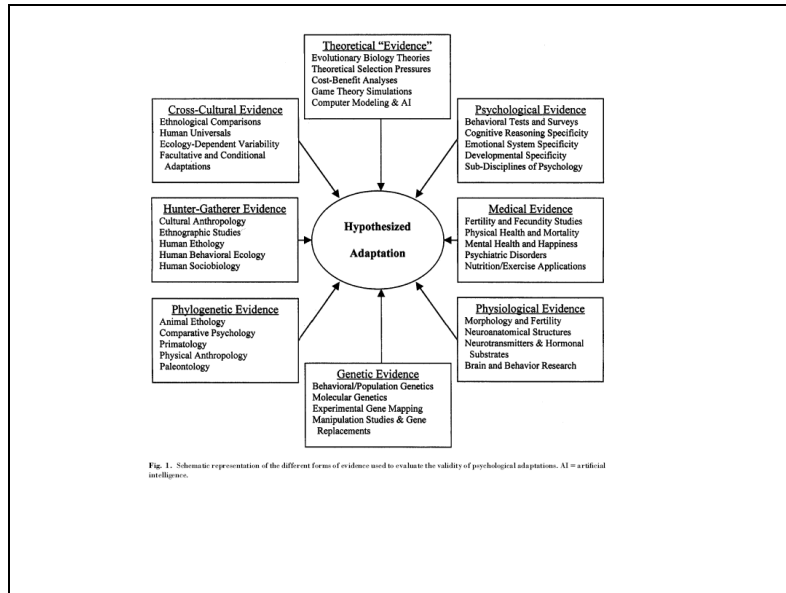 Theoretical "Evidence"
Evolutionary Biology Theories
Theoretical Selection Pressures
Cost-Benefit Analyses
Game Theory Simulations
Computer Modeling & AI
Cross-Cultural Evidence
Ethnological Comparisons
Human Universals
Ecology-Dependent Variability
Facultative and Conditional
Adaptations
Psychological Evidence
Behavioral Tests and Surveys
Cognitive Reasoning Specificity
Emotional System Specificity
Developmental Specificity
Sub-Disciplines of Psychology
Hunter-Gatherer Evidence
Cultural Anthropology
Ethnographic Studies
Human Ethology
Human Behavioral Ecology
Human Sociobiology
Hypothesized
Adaptation
Medical Evidence
Fertility and Fecundity Studies
Physical Health and Mortality
Mental Health and Happiness
Psychiatric Disorders
Nutrition/Exercise Applications
Phylogenetic Evidence
Animal Ethology
Comparative Psychology
Primatology
Physical Anthropology
Paleontology
Physiological Evidence
Morphology and Fertility
Neuroanatomical Structures
Neurotransmitters & Hormonal
Substrates
Brain and Behavior Research
Genetic Evidence
Behavioral/Population Genetics
Molecular Genetics
Experimental Gene Mapping
Manipulation Studies & Gene
Replacements
Fig. 1. Schematic representation of the different forms of evidence used to evaluate the validity of psychological adaptations. AI = artificial
intelligence.